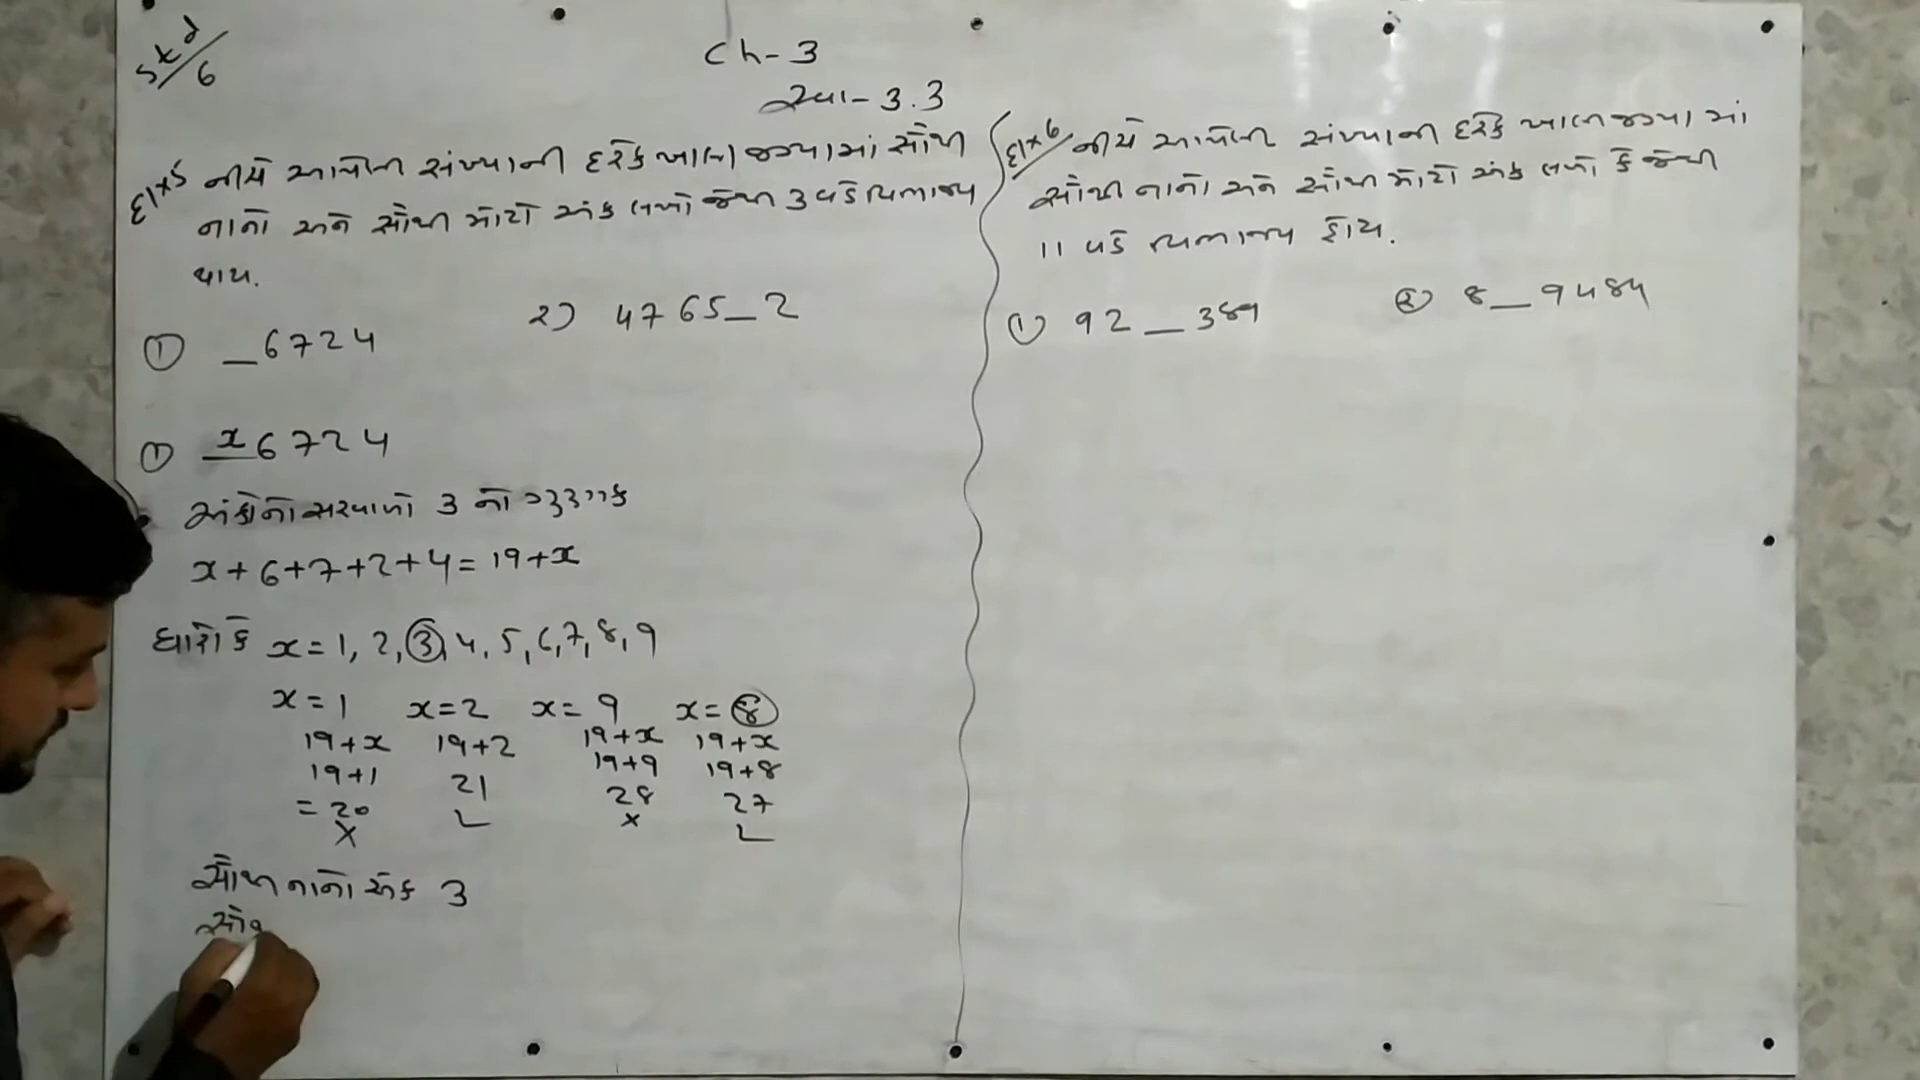 Std/6
Ch-3
સ્વા-3.3
દા*5 નીચે આપેલી સંખ્યાની દરેક ખાલી જગ્યામાં સૌથી
નાનો અને સૌથી મોટો અંક લખો જેથી 3 વડે વિભાજ્ય
થાય.
① _6724
2) 4765_2
① x6724
અંકોનો સરવાળો 3 નો
x+6+7+2+4=19+x
ધારો કે x=1, 2, ③, 4, 5, 6, 7, 8, 9
x=1 x=2 x=9 x=⑧
19+x 19+2 19+x 19+x
19+1 21 19+9 19+8
=20 28 27
X x
સૌથી નાનો અંક 3
સૌથ
દા*6 નીચે આપેલી સંખ્યાની દરેક ખાલી જગ્યામાં
સૌથી નાનો અને સૌથી મોટો અંક લખો કે જેથી
11 વડે વિભાજ્ય હોય.
① 92_389
② 8_9484